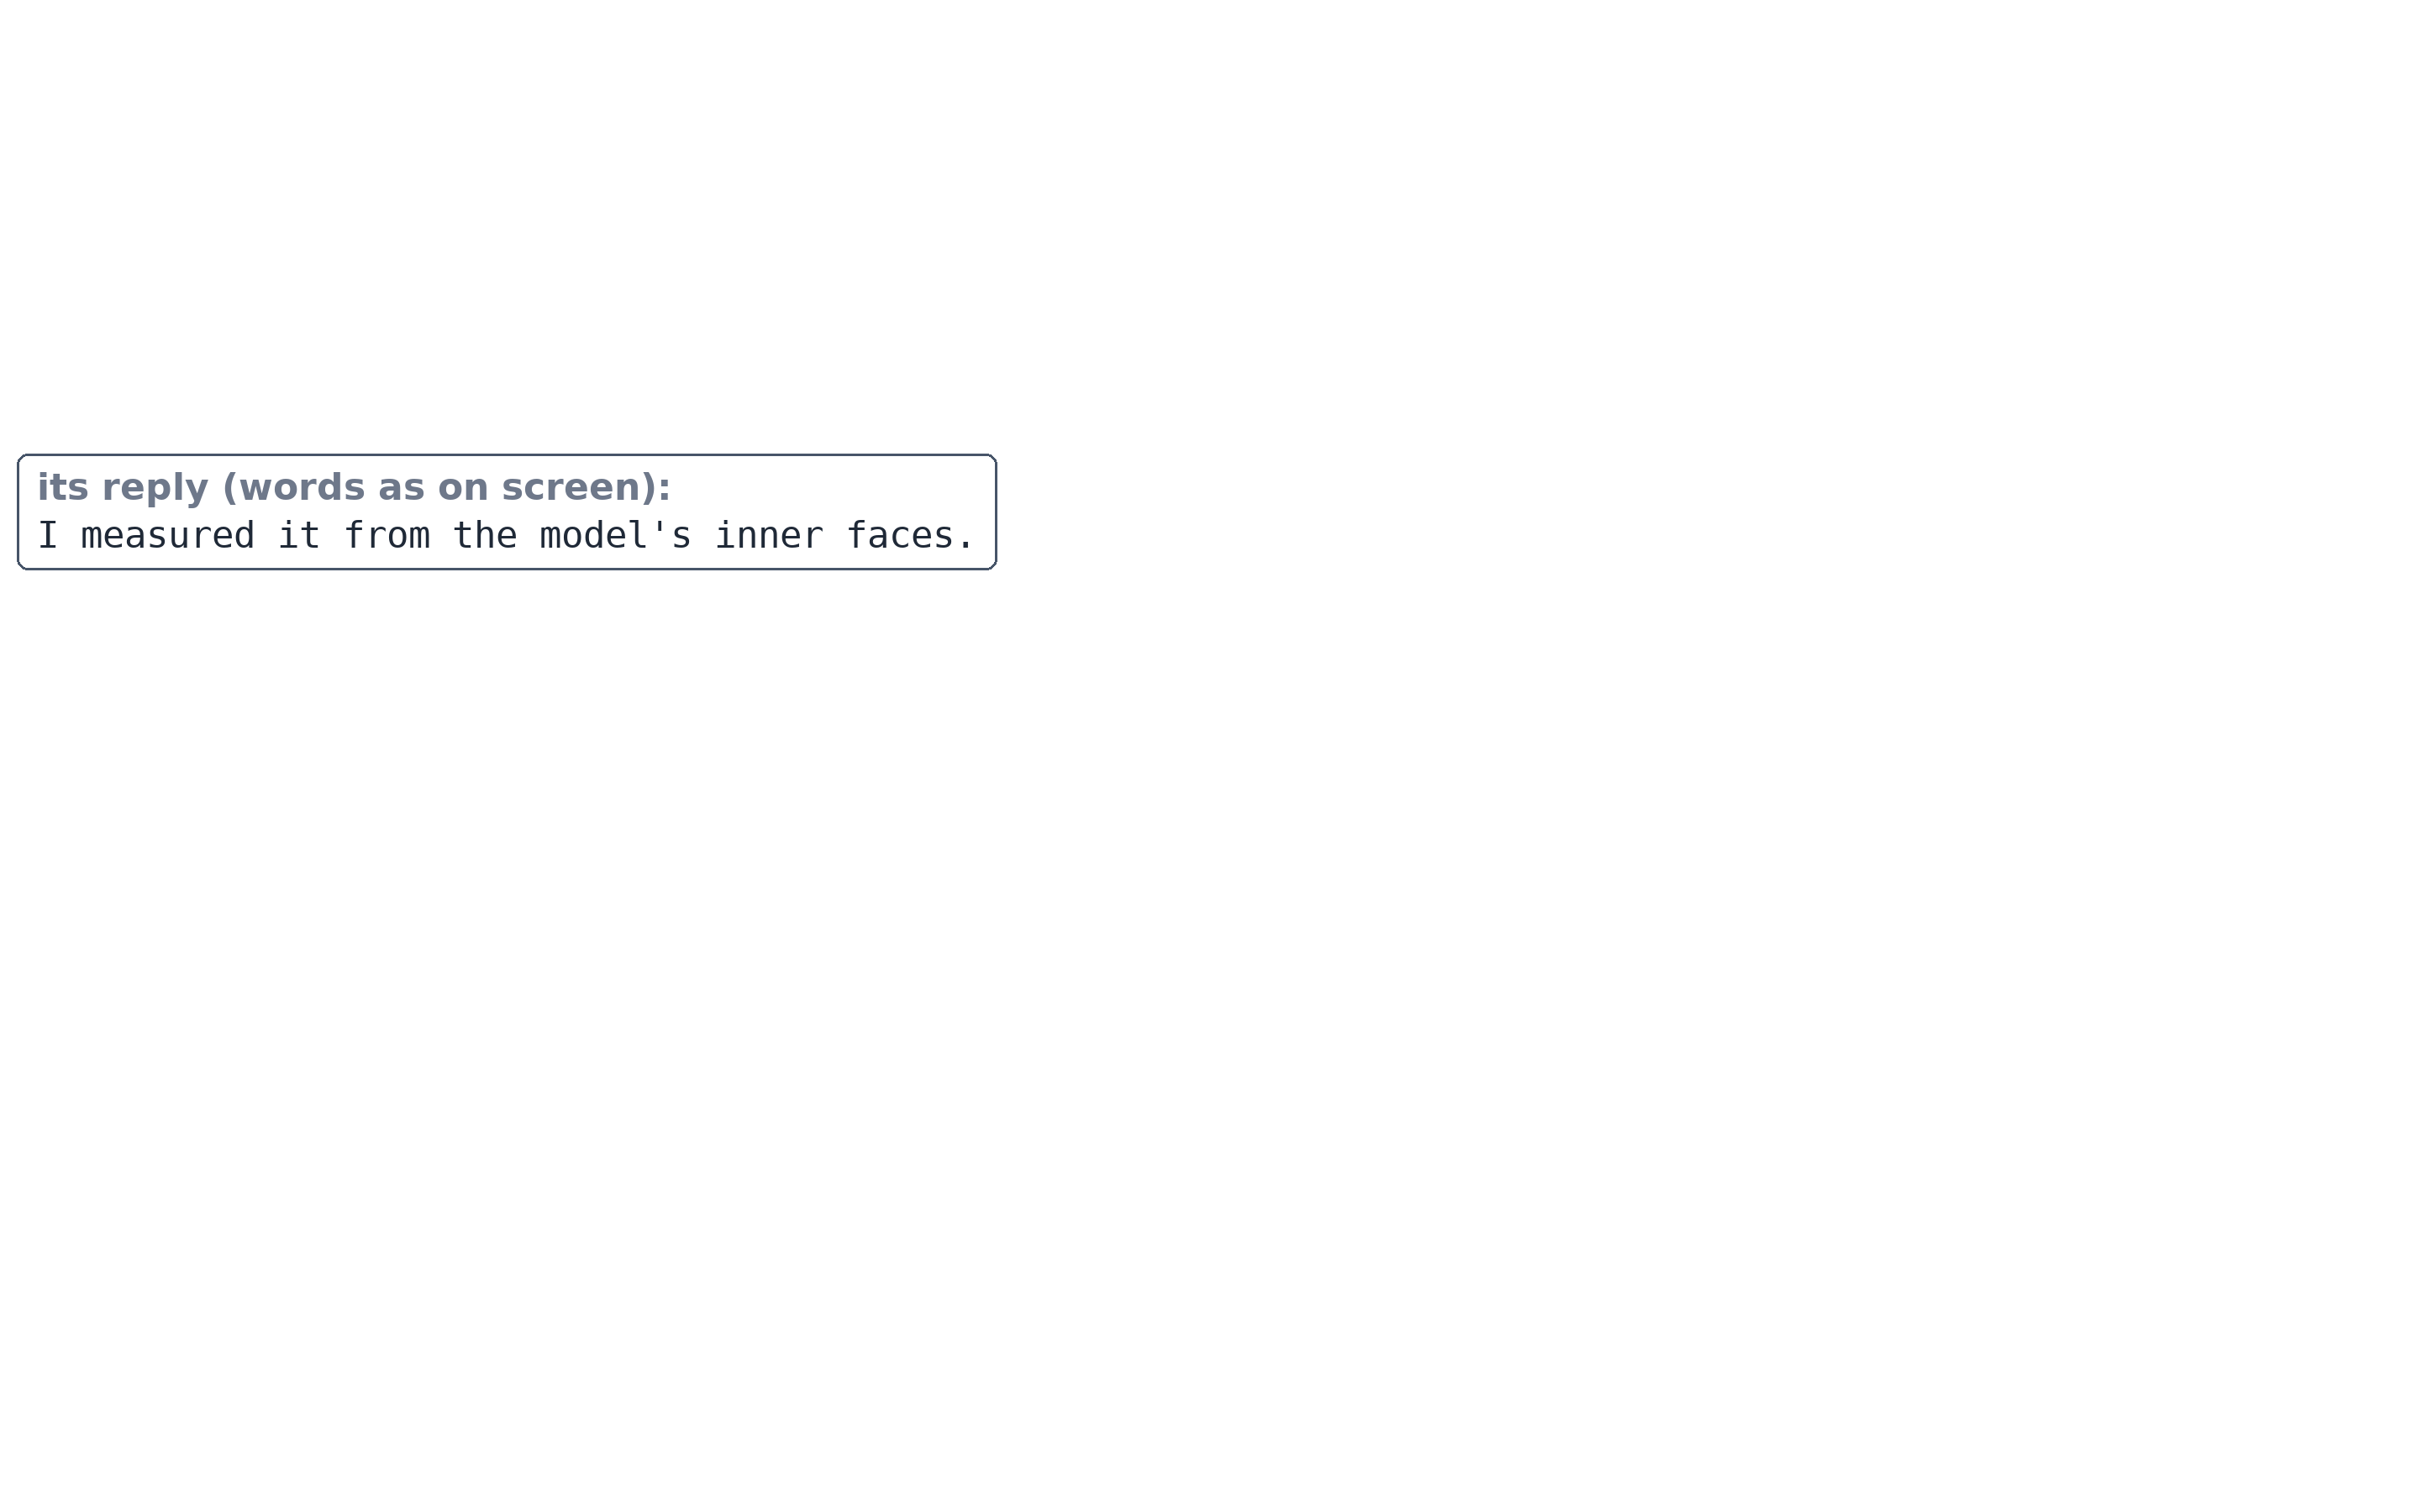 its reply (words as on screen):
I measured it from the model's inner faces.